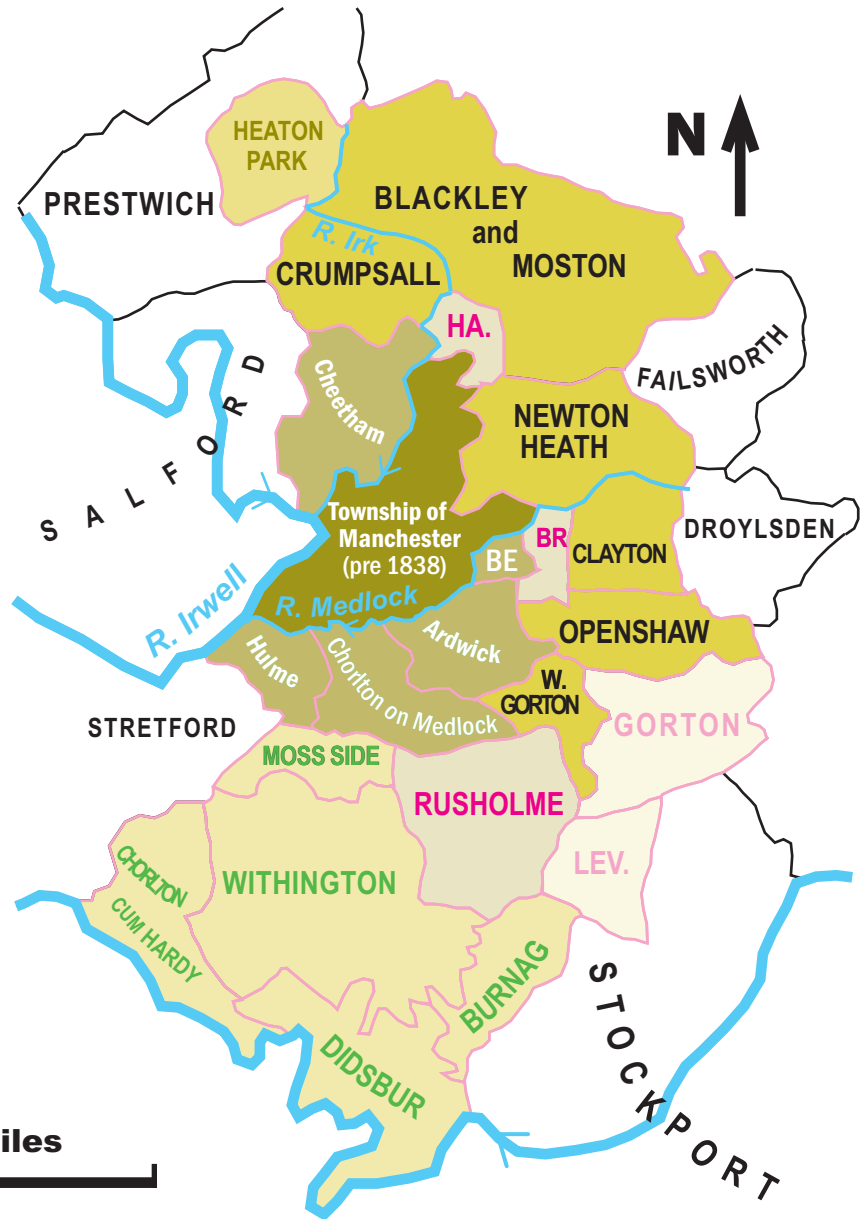 HEATON
PARK
N
PRESTWICH
BLACKLEY
and
MOSTON
R. Irk
CRUMPSALL
HA.
FAILSWORTH
Cheetham
SALFORD
NEWTON
HEATH
Township of
Manchester
(pre 1838)
BR
BE
CLAYTON
DROYLSDEN
R. Irwell
R. Medlock
Ardwick
OPENSHAW
Hulme
Chorlton on Medlock
W.
GORTON
GORTON
STRETFORD
MOSS SIDE
RUSHOLME
LEV.
CHORLTON
CUM HARDY
WITHINGTON
BURNAG
DIDSBUR
STOCKPORT
iles